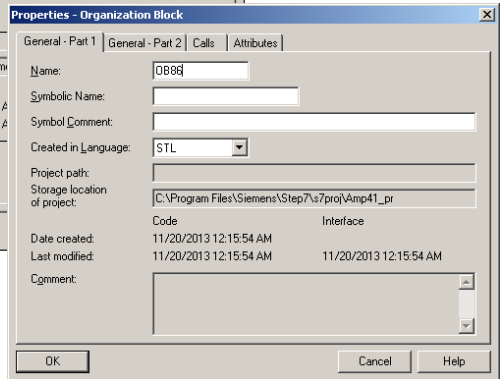 Properties - Organization Block
General - Part 1 General - Part 2 Calls Attributes
Name: OB86
Symbolic Name:
Symbol Comment:
Created in Language: STL
Project path:
Storage location
of project: C:\Program Files\Siemens\Step7\s7proj\Amp41_pr
Code Interface
Date created: 11/20/2013 12:15:54 AM
Last modified: 11/20/2013 12:15:54 AM 11/20/2013 12:15:54 AM
Comment:
OK Cancel Help